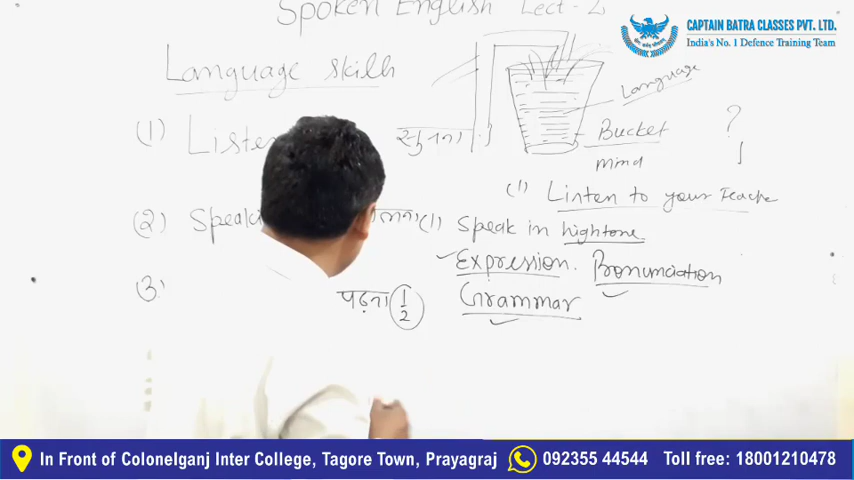 Spoken English Lect-2
CAPTAIN BATRA CLASSES PVT. LTD.
India's No. 1 Defence Training Team
Language skills
Language
(1) Listen सुनना
Bucket ?
mind
(1) Linten to your Teache
(2) Speak (1) Speak in hightone
Expression. Pronunciation
(3) पढ़ना 1/2 Grammar
In Front of Colonelganj Inter College, Tagore Town, Prayagraj 092355 44544 Toll free: 18001210478